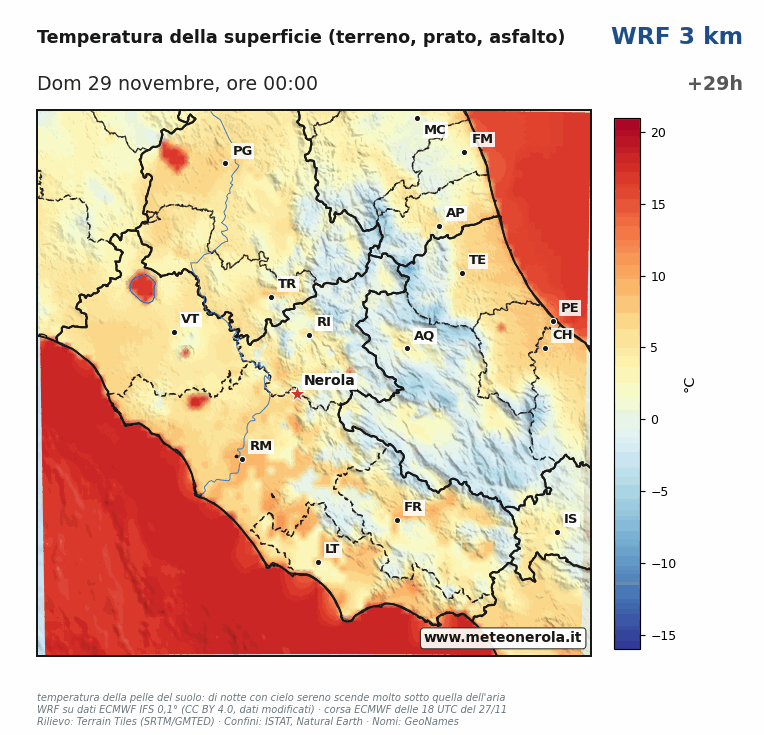 Temperatura della superficie (terreno, prato, asfalto)
WRF 3 km
Dom 29 novembre, ore 00:00
+29h
MC
FM
PG
AP
TE
TR
PE
VT
RI
CH
AQ
Nerola
RM
FR
IS
LT
www.meteonerola.it
20
15
10
5
0
−5
−10
−15
°C
temperatura della pelle del suolo: di notte con cielo sereno scende molto sotto quella dell'aria
WRF su dati ECMWF IFS 0,1° (CC BY 4.0, dati modificati) · corsa ECMWF delle 18 UTC del 27/11
Rilievo: Terrain Tiles (SRTM/GMTED) · Confini: ISTAT, Natural Earth · Nomi: GeoNames